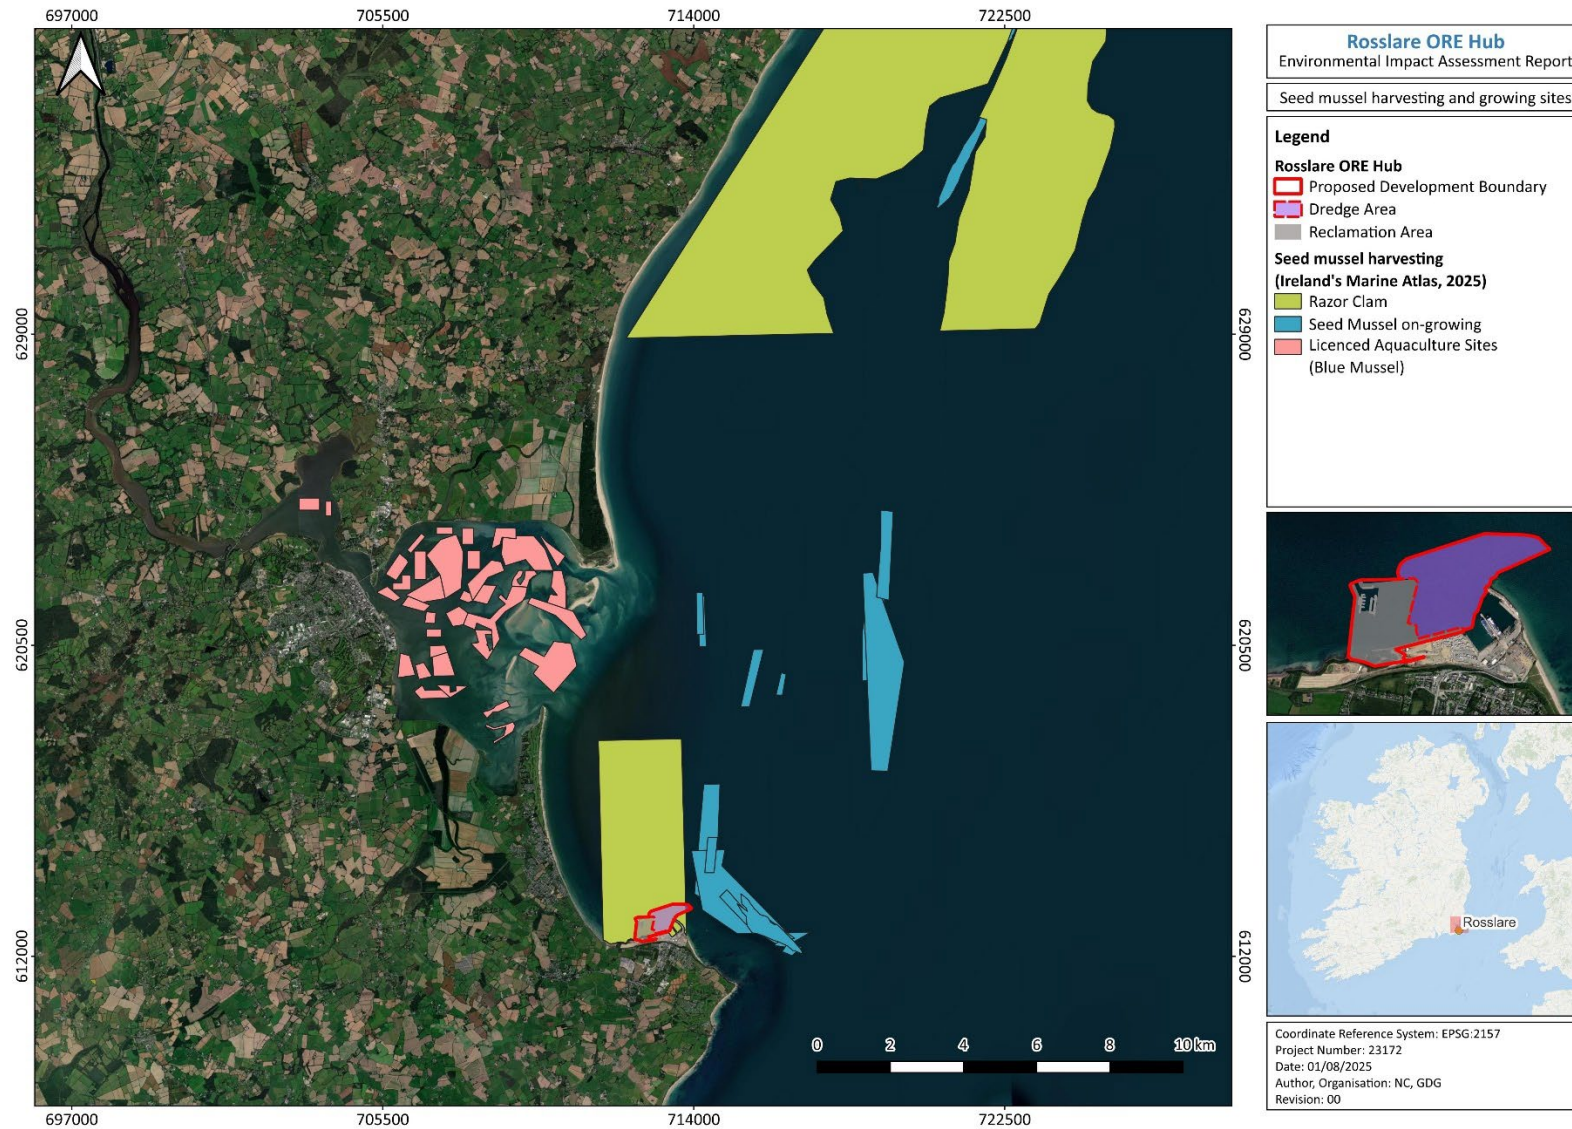 697000
705500
714000
722500
629000
620500
612000
629000
620500
612000
0 2 4 6 8 10 km
697000
705500
714000
722500
Rosslare ORE Hub
Environmental Impact Assessment Report
Seed mussel harvesting and growing sites
Legend
Rosslare ORE Hub
Proposed Development Boundary
Dredge Area
Reclamation Area
Seed mussel harvesting
(Ireland's Marine Atlas, 2025)
Razor Clam
Seed Mussel on-growing
Licenced Aquaculture Sites
(Blue Mussel)
Rosslare
Coordinate Reference System: EPSG:2157
Project Number: 23172
Date: 01/08/2025
Author, Organisation: NC, GDG
Revision: 00